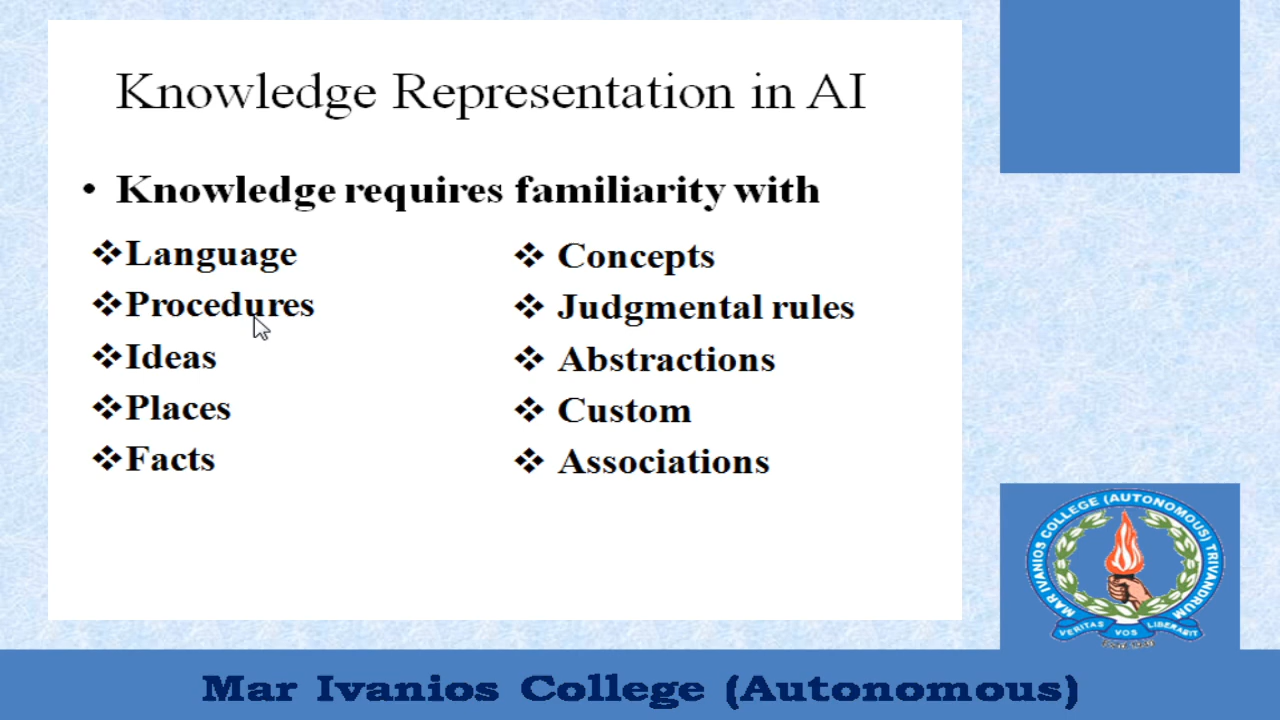 Knowledge Representation in AI
• Knowledge requires familiarity with
❖Language
❖Procedures
❖Ideas
❖Places
❖Facts
❖ Concepts
❖ Judgmental rules
❖ Abstractions
❖ Custom
❖ Associations
MAR IVANIOS COLLEGE (AUTONOMOUS) TRIVANDRUM
VERITAS VOS LIBERABIT
Mar Ivanios College (Autonomous)